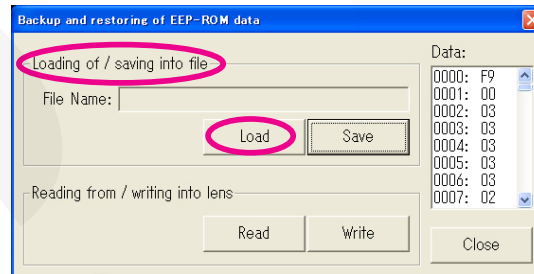 Backup and restoring of EEP-ROM data
Loading of / saving into file
File Name:
Load
Save
Reading from / writing into lens
Read
Write
Data:
0000: F9
0001: 00
0002: 03
0003: 03
0004: 03
0005: 03
0006: 03
0007: 02
Close